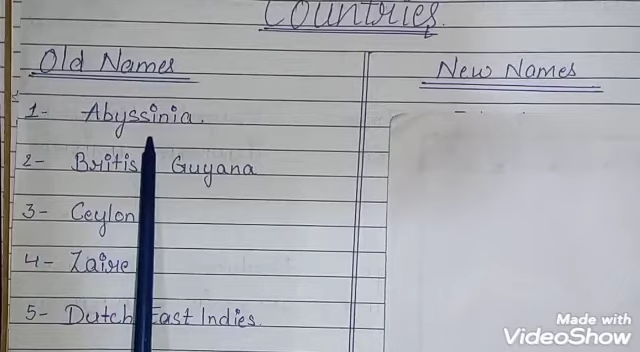 Countries
Old Names
New Names
1- Abyssinia.
2- Britis Guyana
3- Ceylon
4- Zaire
5- Dutch East Indies.
Made with
VideoShow